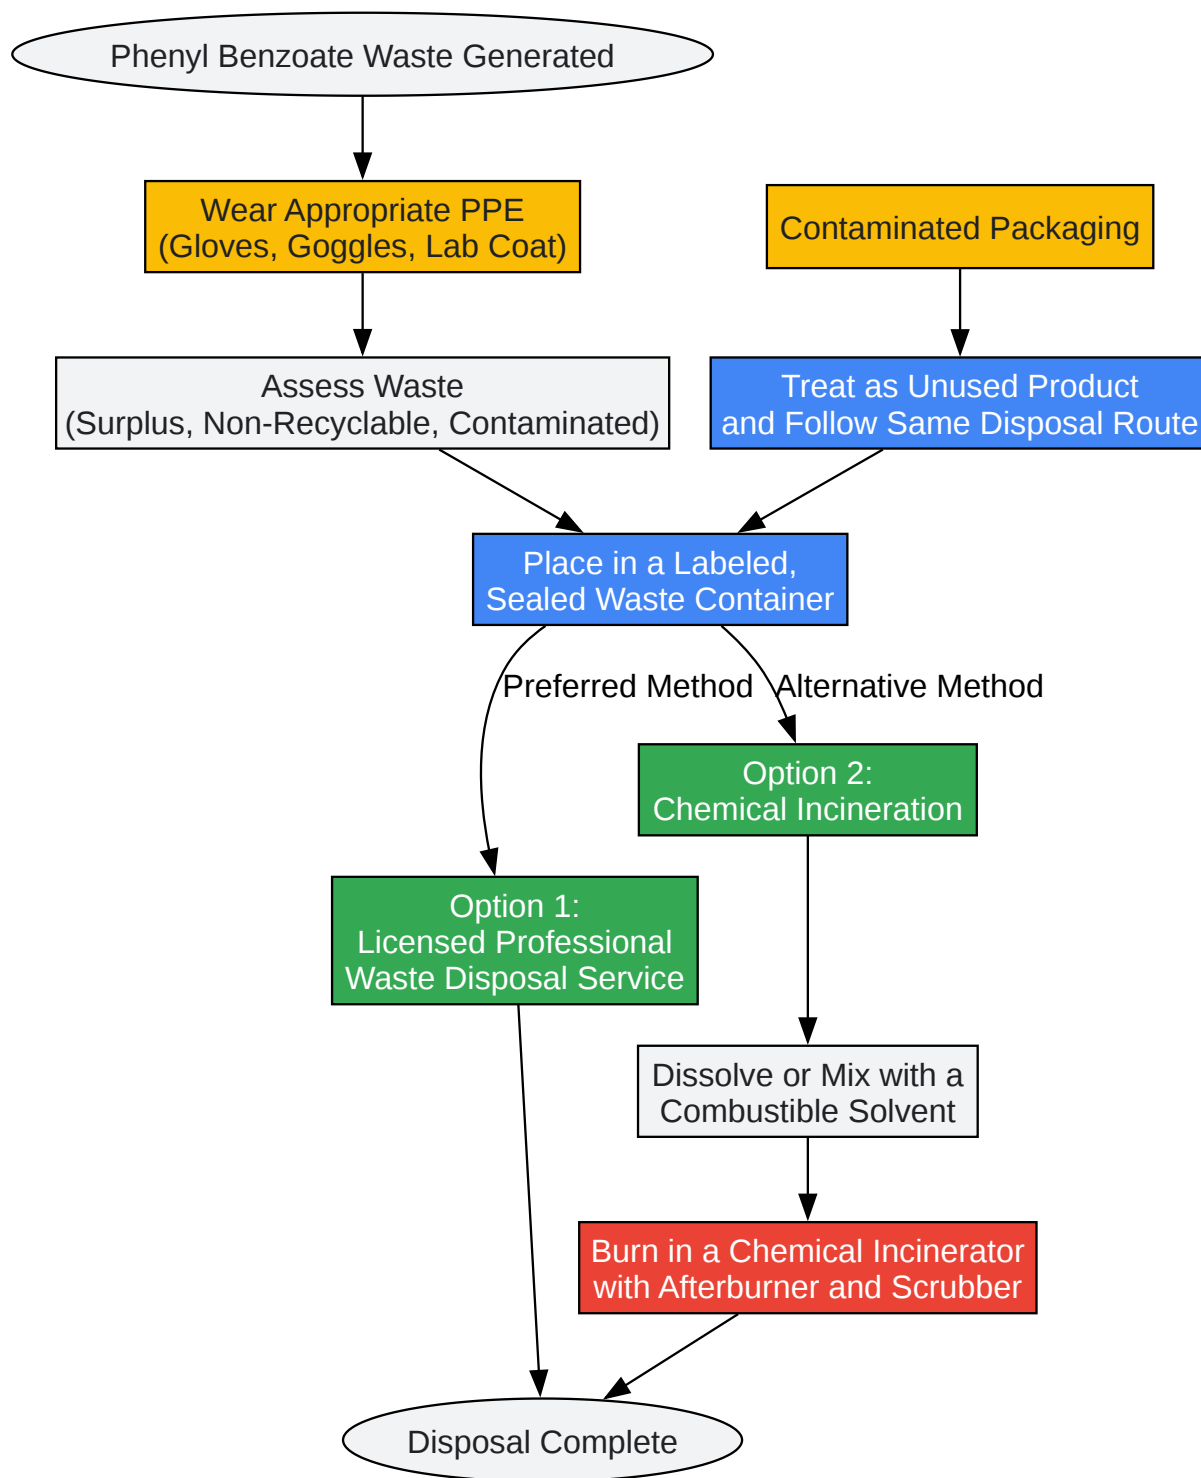 Phenyl Benzoate Waste Generated
Wear Appropriate PPE
(Gloves, Goggles, Lab Coat)
Contaminated Packaging
Assess Waste
(Surplus, Non-Recyclable, Contaminated)
Treat as Unused Product
and Follow Same Disposal Route
Place in a Labeled,
Sealed Waste Container
Preferred Method
Alternative Method
Option 2:
Chemical Incineration
Option 1:
Licensed Professional
Waste Disposal Service
Dissolve or Mix with a
Combustible Solvent
Burn in a Chemical Incinerator
with Afterburner and Scrubber
Disposal Complete